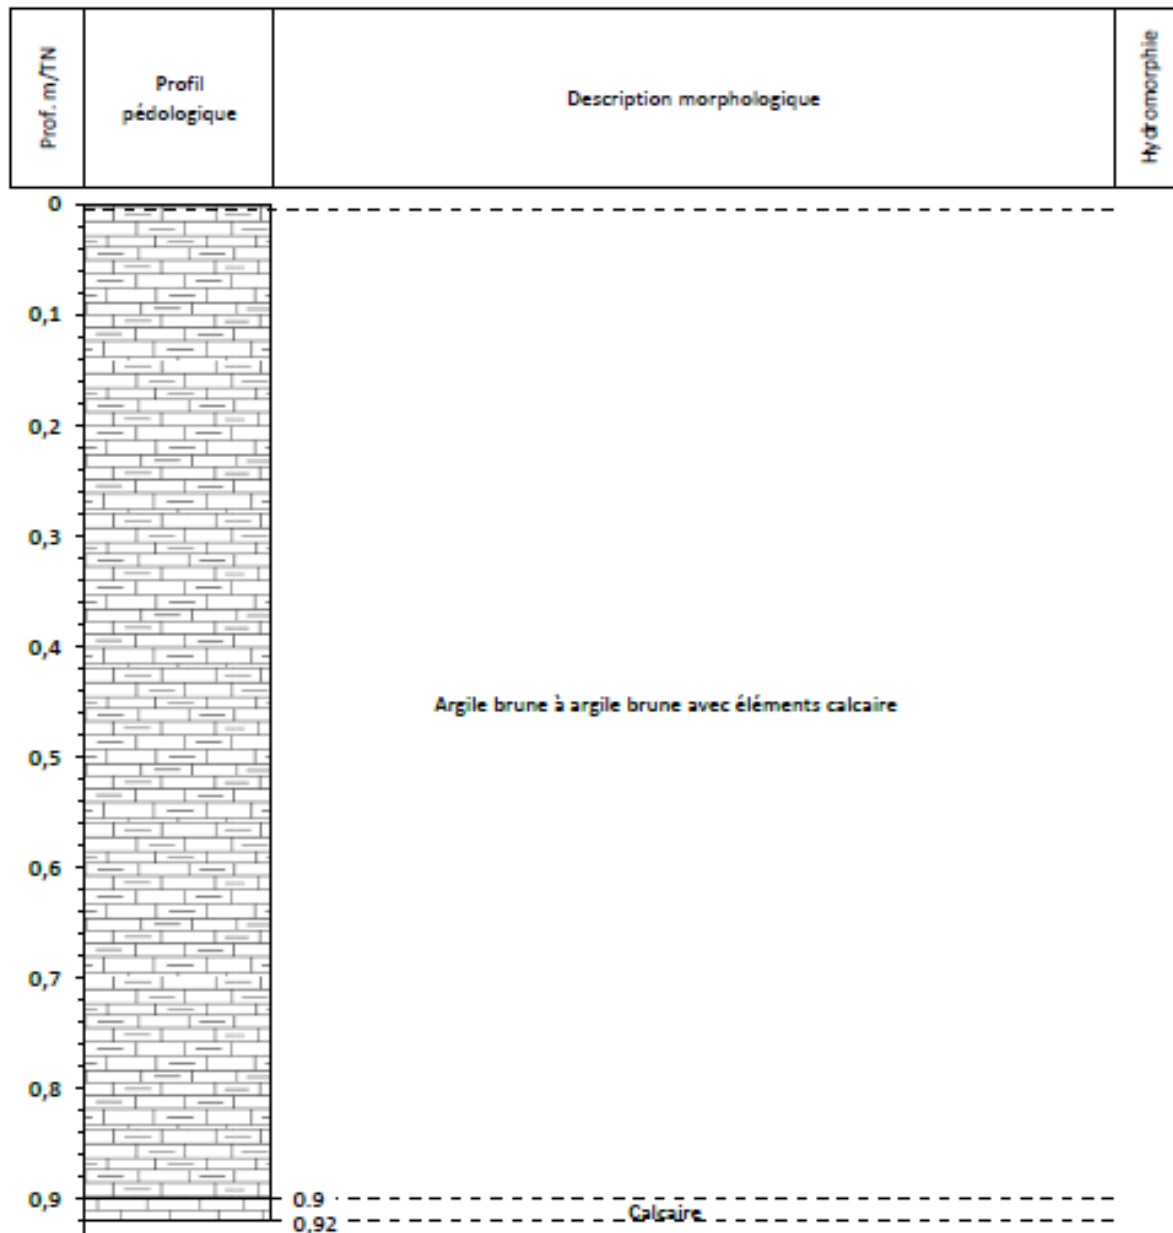 Prof. m/TN
Profil
pédologique
Description morphologique
Hydromorphie
0
0,1
0,2
0,3
0,4
Argile brune à argile brune avec éléments calcaire
0,5
0,6
0,7
0,8
0,9
0.9
Calcaire
0.92